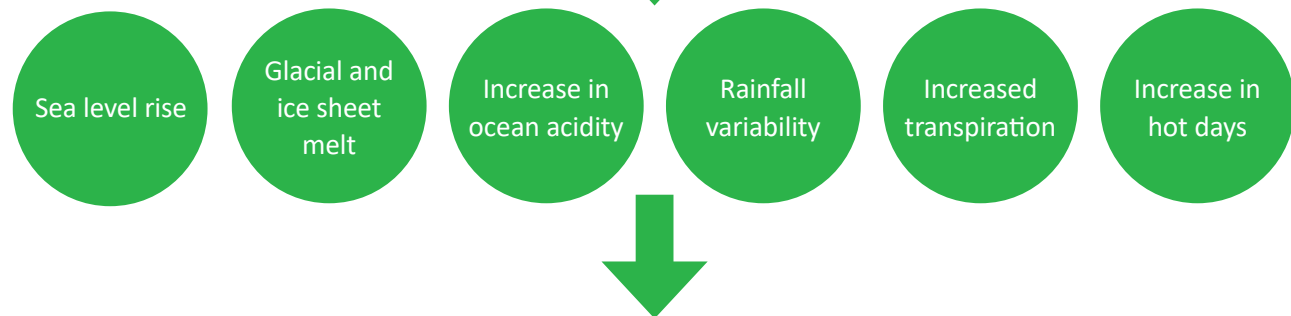 Sea level rise
Glacial and
ice sheet
melt
Increase in
ocean acidity
Rainfall
variability
Increased
transpiration
Increase in
hot days